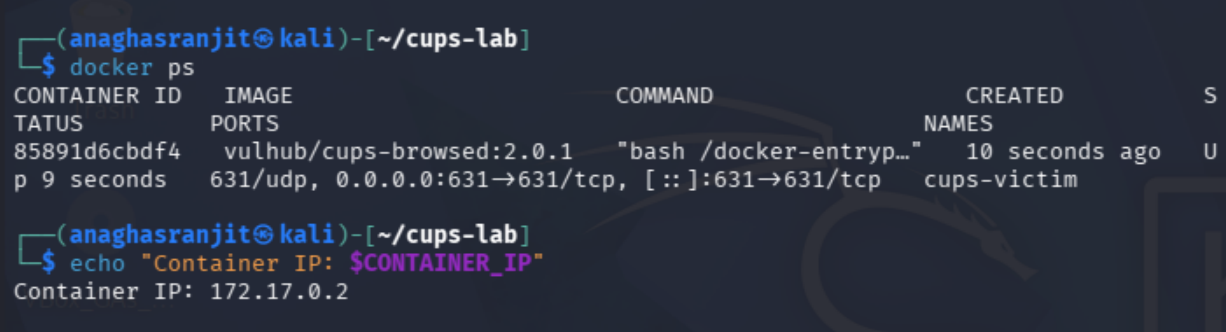 ┌──(anaghasranjit㉿kali)-[~/cups-lab]
└─$ docker ps
CONTAINER ID   IMAGE                       COMMAND                  CREATED          S
TATUS         PORTS                                              NAMES
85891d6cbdf4   vulhub/cups-browsed:2.0.1   "bash /docker-entryp…"   10 seconds ago   U
p 9 seconds   631/udp, 0.0.0.0:631→631/tcp, [::]:631→631/tcp   cups-victim
┌──(anaghasranjit㉿kali)-[~/cups-lab]
└─$ echo "Container IP: $CONTAINER_IP"
Container IP: 172.17.0.2